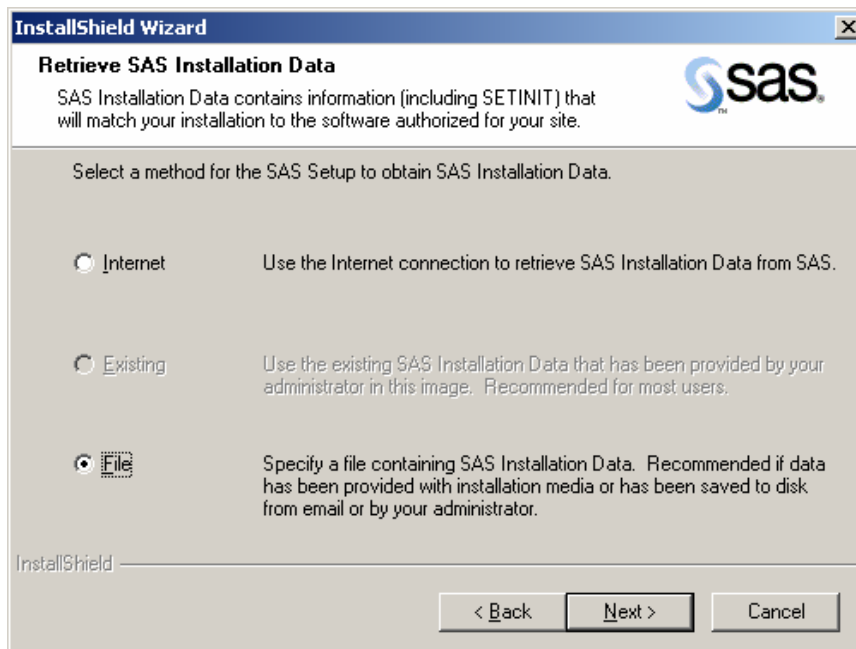 InstallShield Wizard
Retrieve SAS Installation Data
SAS Installation Data contains information (including SETINIT) that
will match your installation to the software authorized for your site.
sas.
TM
Select a method for the SAS Setup to obtain SAS Installation Data.
Internet
Use the Internet connection to retrieve SAS Installation Data from SAS.
Existing
Use the existing SAS Installation Data that has been provided by your
administrator in this image.  Recommended for most users.
File
Specify a file containing SAS Installation Data.  Recommended if data
has been provided with installation media or has been saved to disk
from email or by your administrator.
InstallShield
< Back
Next >
Cancel